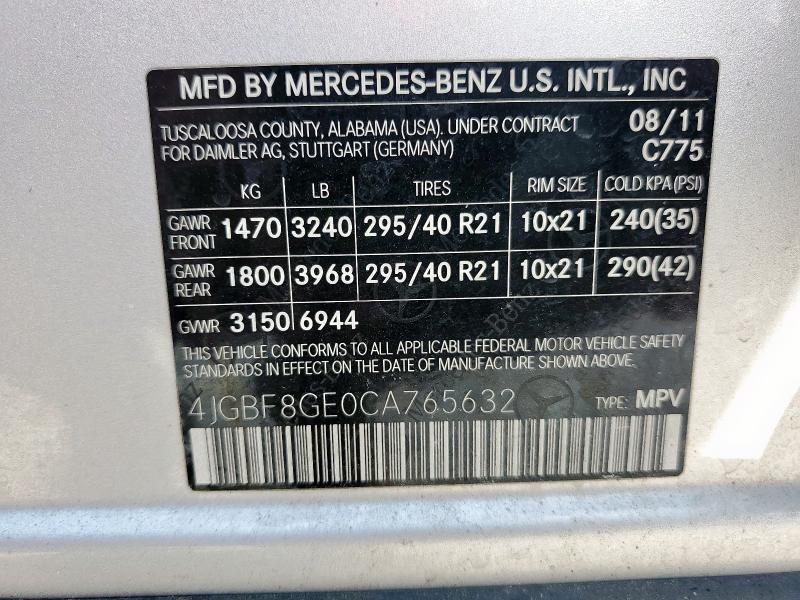 MFD BY MERCEDES-BENZ U.S. INTL., INC
TUSCALOOSA COUNTY, ALABAMA (USA). UNDER CONTRACT 08/11
FOR DAIMLER AG, STUTTGART (GERMANY) C775
KG LB TIRES RIM SIZE COLD KPA(PSI)
GAWR FRONT 1470 3240 295/40 R21 10x21 240(35)
GAWR REAR 1800 3968 295/40 R21 10x21 290(42)
GVWR 3150 6944
THIS VEHICLE CONFORMS TO ALL APPLICABLE FEDERAL MOTOR VEHICLE SAFETY
STANDARDS IN EFFECT ON THE DATE OF MANUFACTURE SHOWN ABOVE.
4JGBF8GE0CA765632 TYPE: MPV